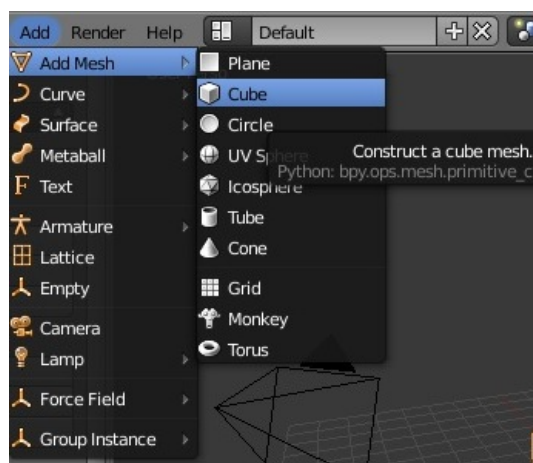 Add Render Help Default
Add Mesh
Curve
Surface
Metaball
Text
Armature
Lattice
Empty
Camera
Lamp
Force Field
Group Instance
Plane
Cube
Circle
UV Sphere
Icosphere
Tube
Cone
Grid
Monkey
Torus
Construct a cube mesh.
Python: bpy.ops.mesh.primitive_c